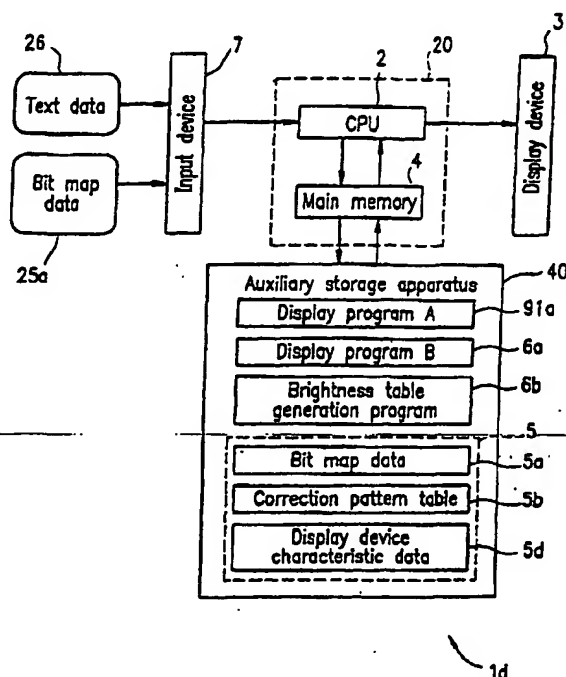 26
7
2
20
3
Text data
Input device
CPU
Display device
4
Bit map
data
Main memory
25a
40
Auxiliary storage apparatus
Display program A
91a
Display program B
6a
Brightness table
generation program
6b
5
Bit map data
5a
Correction pattern table
5b
Display device
characteristic data
5d
1d